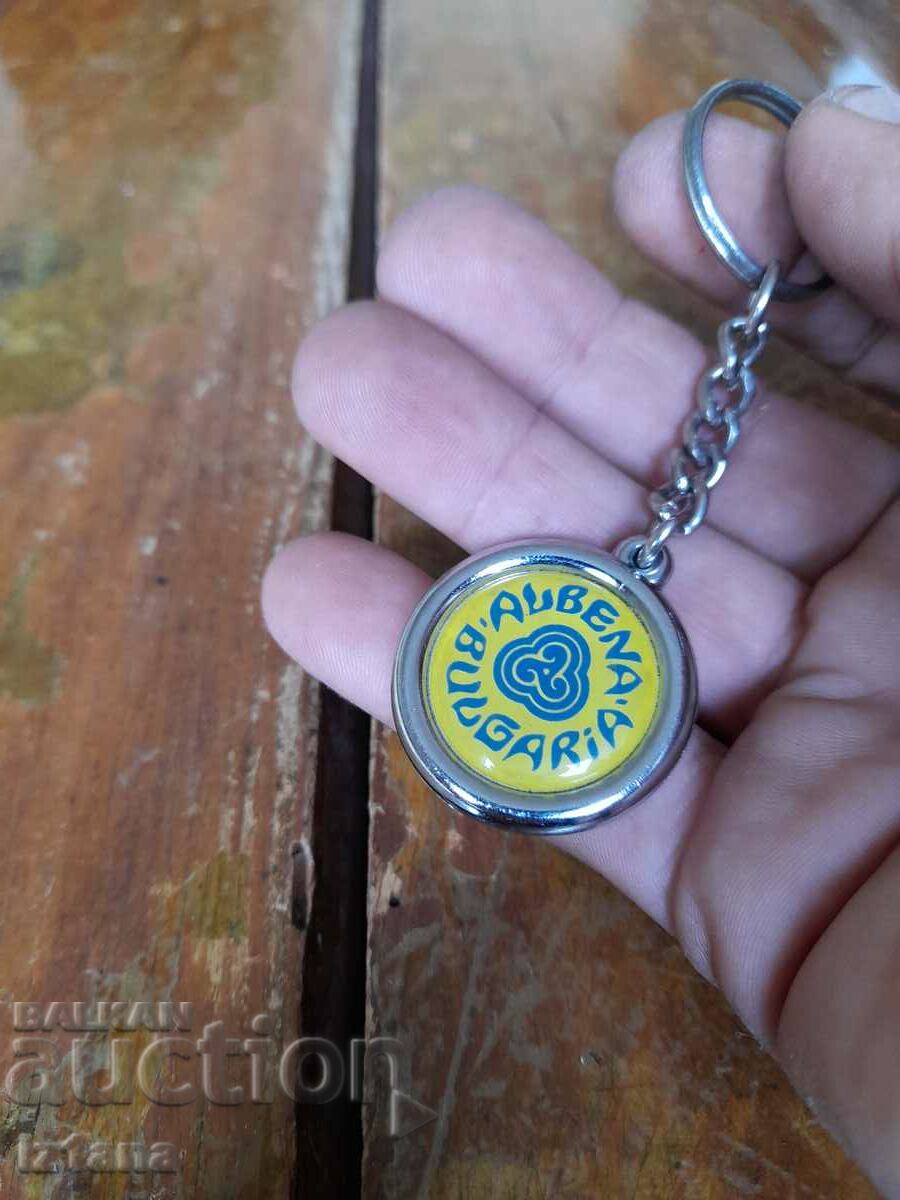 ALBENA
BULGARIA
BALKAN
auction
Iztana